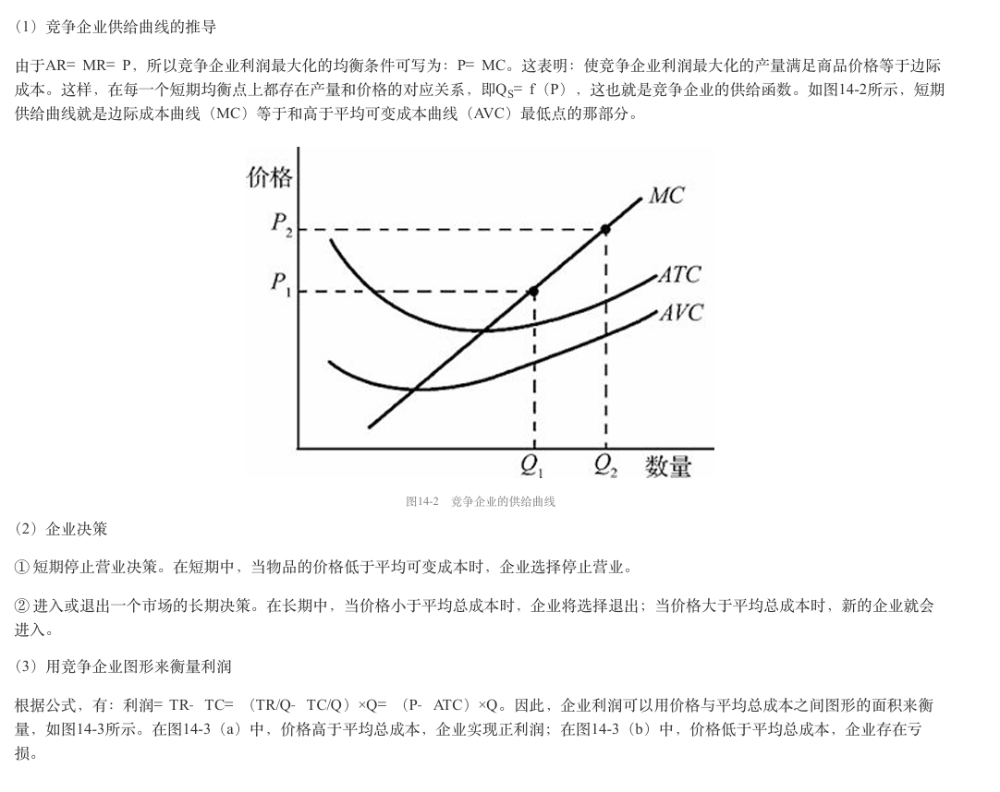 （1）竞争企业供给曲线的推导
由于AR= MR= P，所以竞争企业利润最大化的均衡条件可写为：P= MC。这表明：使竞争企业利润最大化的产量满足商品价格等于边际
成本。这样，在每一个短期均衡点上都存在产量和价格的对应关系，即QS= f（P），这也就是竞争企业的供给函数。如图14-2所示，短期
供给曲线就是边际成本曲线（MC）等于和高于平均可变成本曲线（AVC）最低点的那部分。
价格
MC
P2
ATC
P1
AVC
Q1 Q2 数量
图14-2 竞争企业的供给曲线
（2）企业决策
① 短期停止营业决策。在短期中，当物品的价格低于平均可变成本时，企业选择停止营业。
② 进入或退出一个市场的长期决策。在长期中，当价格小于平均总成本时，企业将选择退出；当价格大于平均总成本时，新的企业就会
进入。
（3）用竞争企业图形来衡量利润
根据公式，有：利润= TR- TC= （TR/Q- TC/Q）×Q= （P- ATC）×Q。因此，企业利润可以用价格与平均总成本之间图形的面积来衡
量，如图14-3所示。在图14-3（a）中，价格高于平均总成本，企业实现正利润；在图14-3（b）中，价格低于平均总成本，企业存在亏
损。